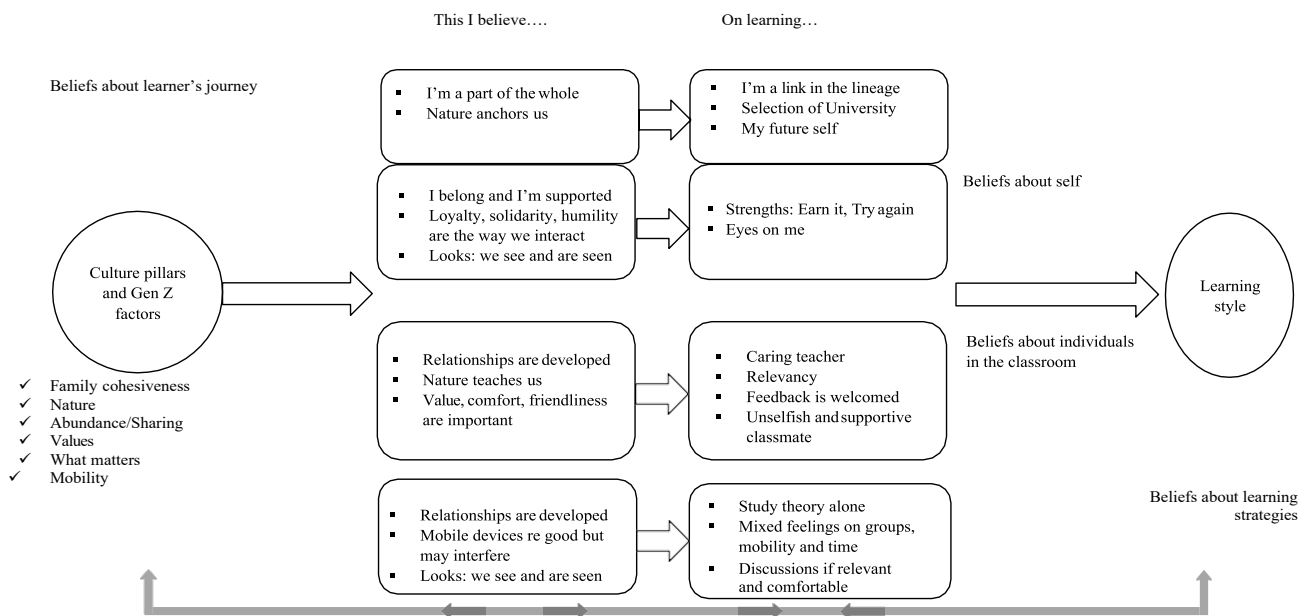 This I believe….
On learning…
Beliefs about learner’s journey
▪ I’m a part of the whole
▪ Nature anchors us
▪ I’m a link in the lineage
▪ Selection of University
▪ My future self
▪ I belong and I’m supported
▪ Loyalty, solidarity, humility
are the way we interact
▪ Looks: we see and are seen
▪ Strengths: Earn it, Try again
▪ Eyes on me
Beliefs about self
Culture pillars
and Gen Z
factors
Learning
style
▪ Relationships are developed
▪ Nature teaches us
▪ Value, comfort, friendliness
are important
▪ Caring teacher
▪ Relevancy
▪ Feedback is welcomed
▪ Unselfish and supportive
classmate
Beliefs about individuals
in the classroom
✓ Family cohesiveness
✓ Nature
✓ Abundance/Sharing
✓ Values
✓ What matters
✓ Mobility
▪ Relationships are developed
▪ Mobile devices re good but
may interfere
▪ Looks: we see and are seen
▪ Study theory alone
▪ Mixed feelings on groups,
mobility and time
▪ Discussions if relevant
and comfortable
Beliefs about learning
strategies